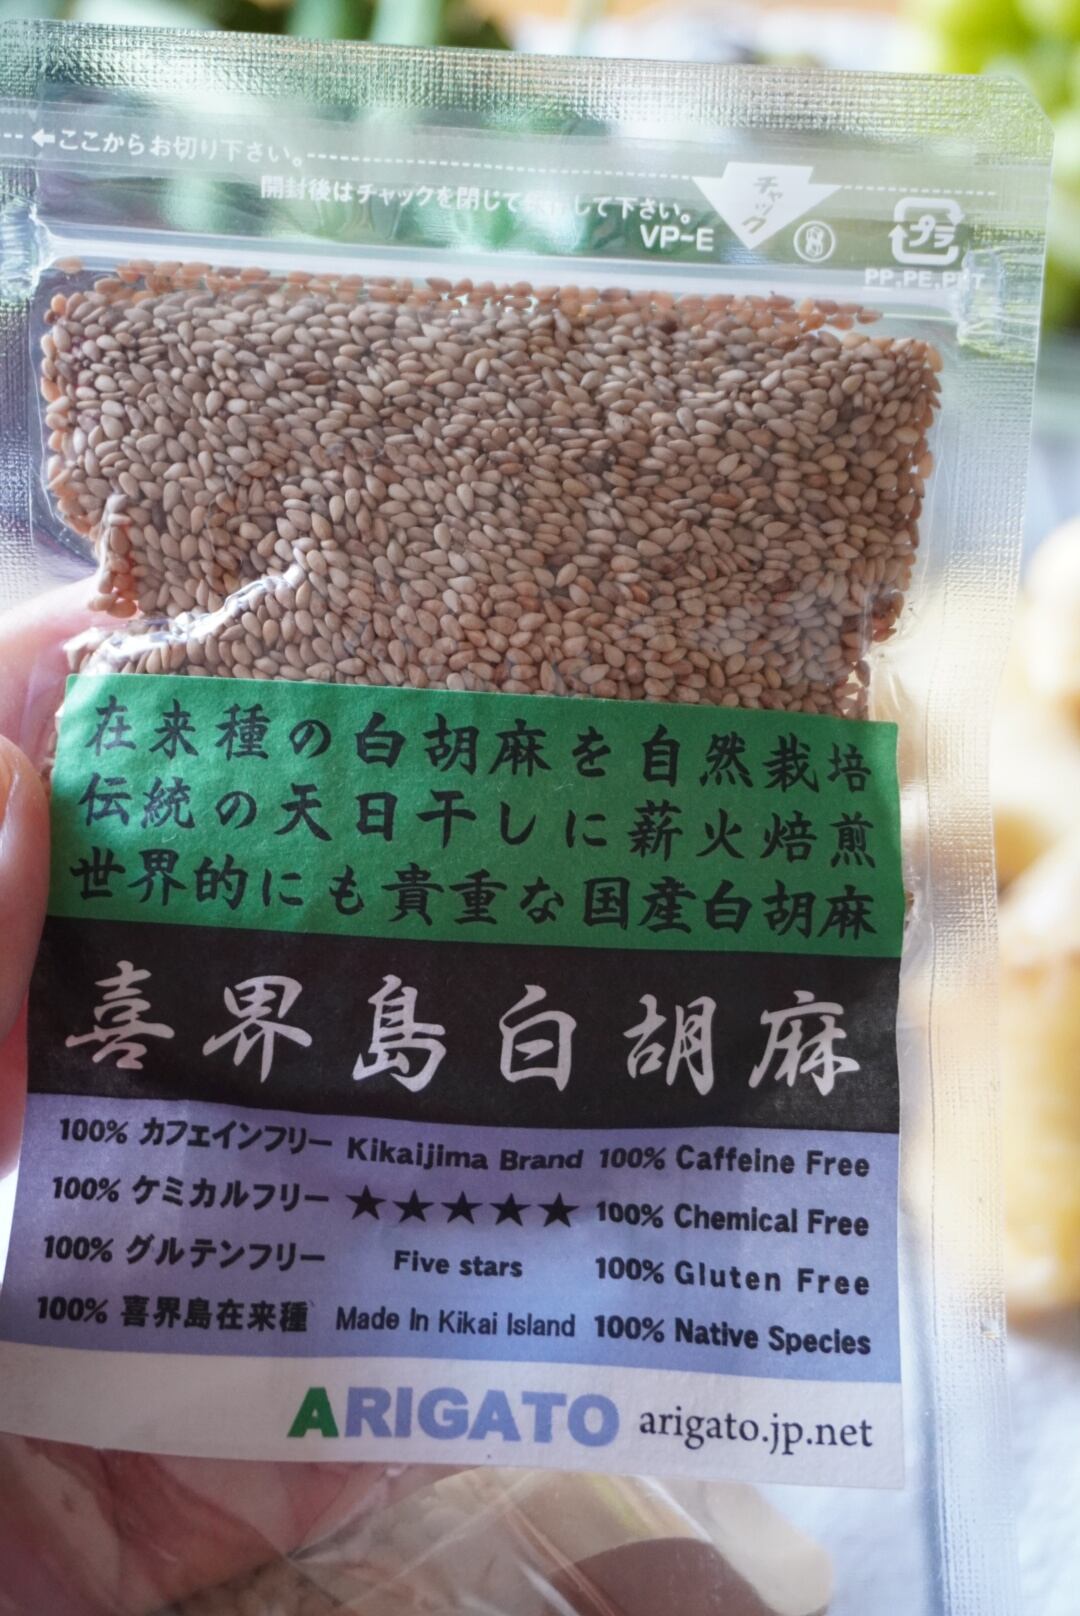 ←ここからお切り下さい。
開封後はチャックを閉じて して下さい。
チャック
VP-E
プラ
PP,PE,PET
在来種の白胡麻を自然栽培
伝統の天日干しに薪火焙煎
世界的にも貴重な国産白胡麻
喜界島白胡麻
100% カフェインフリー Kikaijima Brand 100% Caffeine Free
100% ケミカルフリー ★★★★★ 100% Chemical Free
100% グルテンフリー Five stars 100% Gluten Free
100% 喜界島在来種 Made In Kikai Island 100% Native Species
ARIGATO arigato.jp.net